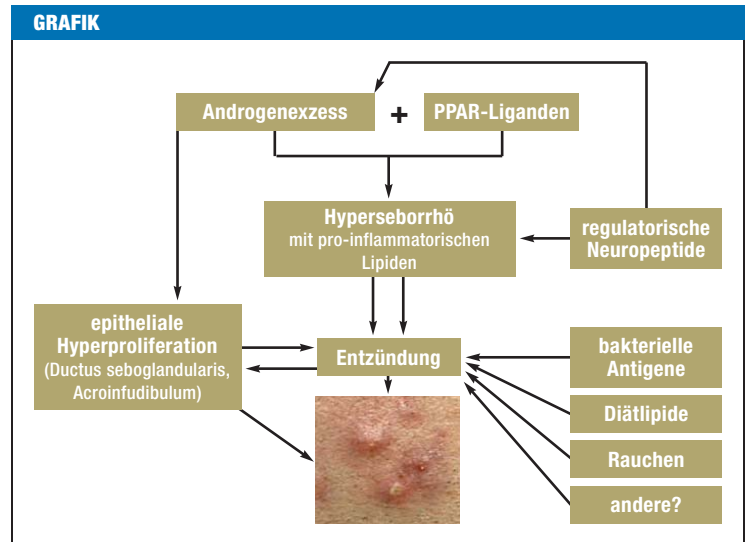 GRAFIK
Androgenexzess
+
PPAR-Liganden
Hyperseborrhö
mit pro-inflammatorischen
Lipiden
regulatorische
Neuropeptide
epitheliale
Hyperproliferation
(Ductus seboglandularis,
Acroinfudibulum)
Entzündung
bakterielle
Antigene
Diätlipide
Rauchen
andere?